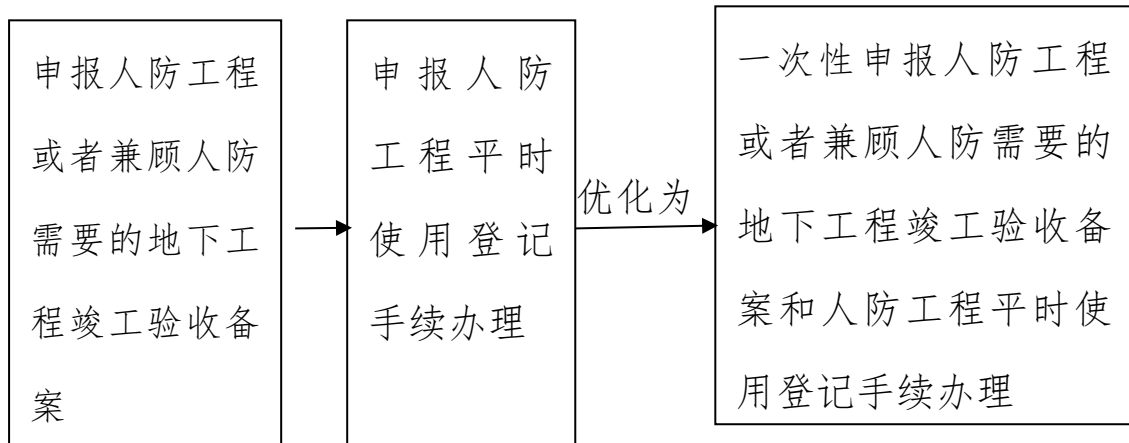 申报人防工程
或者兼顾人防
需要的地下工
程竣工验收备
案
申报人防
工程平时
使用登记
手续办理
优化为
一次性申报人防工程
或者兼顾人防需要的
地下工程竣工验收备
案和人防工程平时使
用登记手续办理